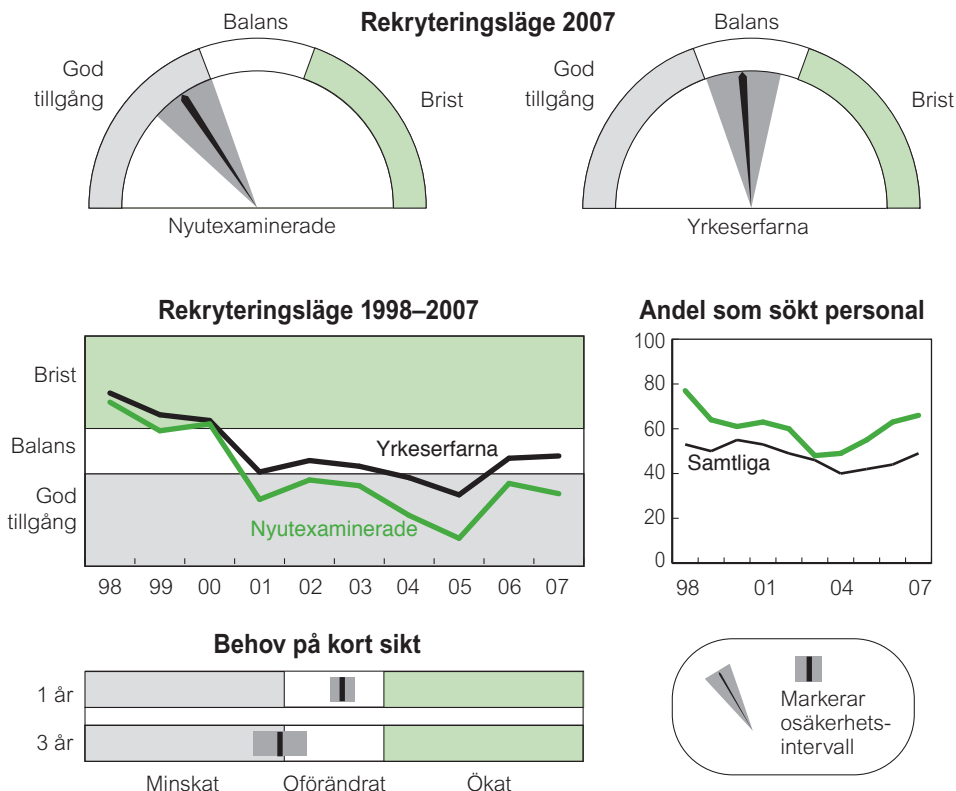 Rekryteringsläge 2007
Balans
God
tillgång
Brist
Nyutexaminerade
Balans
God
tillgång
Brist
Yrkeserfarna
Rekryteringsläge 1998–2007
Brist
Balans
God
tillgång
Yrkeserfarna
Nyutexaminerade
98 99 00 01 02 03 04 05 06 07
Andel som sökt personal
100
80
60
40
20
0
Samtliga
98 01 04 07
Behov på kort sikt
1 år
3 år
Minskat Oförändrat Ökat
Markerar
osäkerhets-
intervall